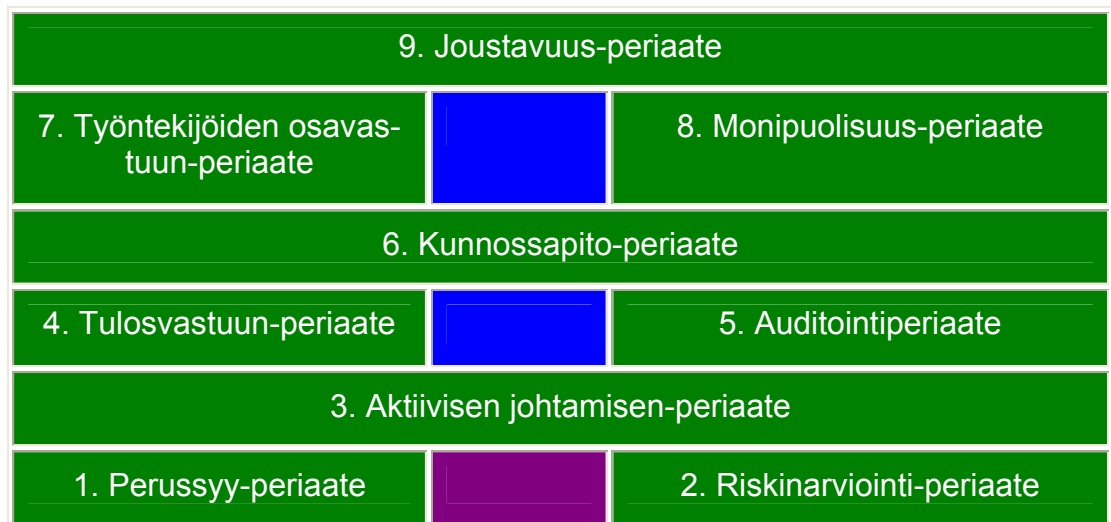 9. Joustavuus-periaate
7. Työntekijöiden osavas-
tuun-periaate
8. Monipuolisuus-periaate
6. Kunnossapito-periaate
4. Tulosvastuun-periaate
5. Auditointiperiaate
3. Aktiivisen johtamisen-periaate
1. Perussyy-periaate
2. Riskinarviointi-periaate